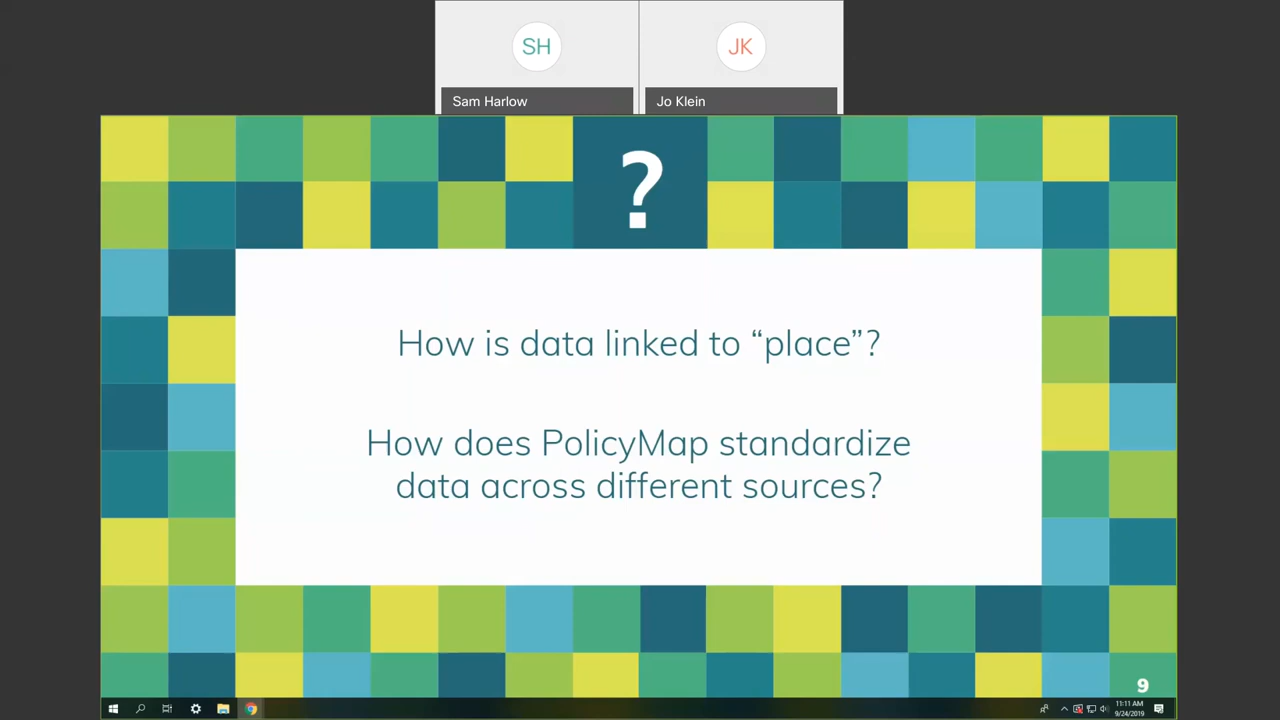 SH
JK
Sam Harlow
Jo Klein
?
How is data linked to “place”?
How does PolicyMap standardize
data across different sources?
9
11:11 AM
9/24/2019